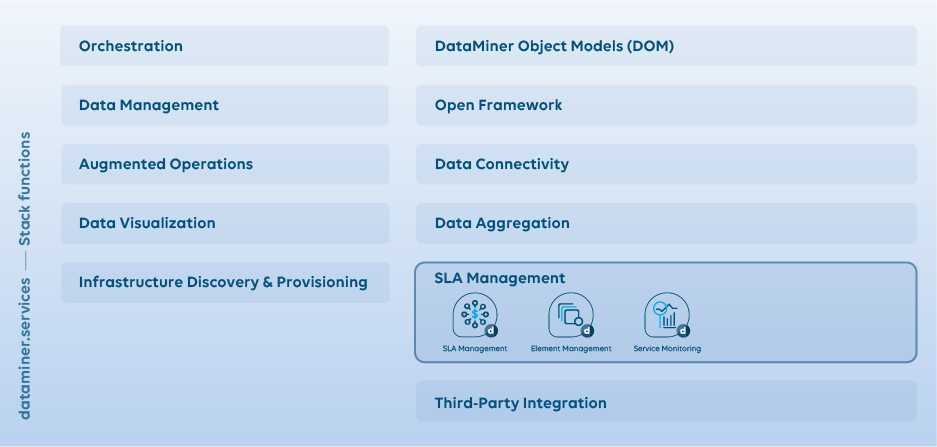 dataminer.services — Stack functions
Orchestration
Data Management
Augmented Operations
Data Visualization
Infrastructure Discovery & Provisioning
DataMiner Object Models (DOM)
Open Framework
Data Connectivity
Data Aggregation
SLA Management
$
d
d
d
SLA Management
Element Management
Service Monitoring
Third-Party Integration